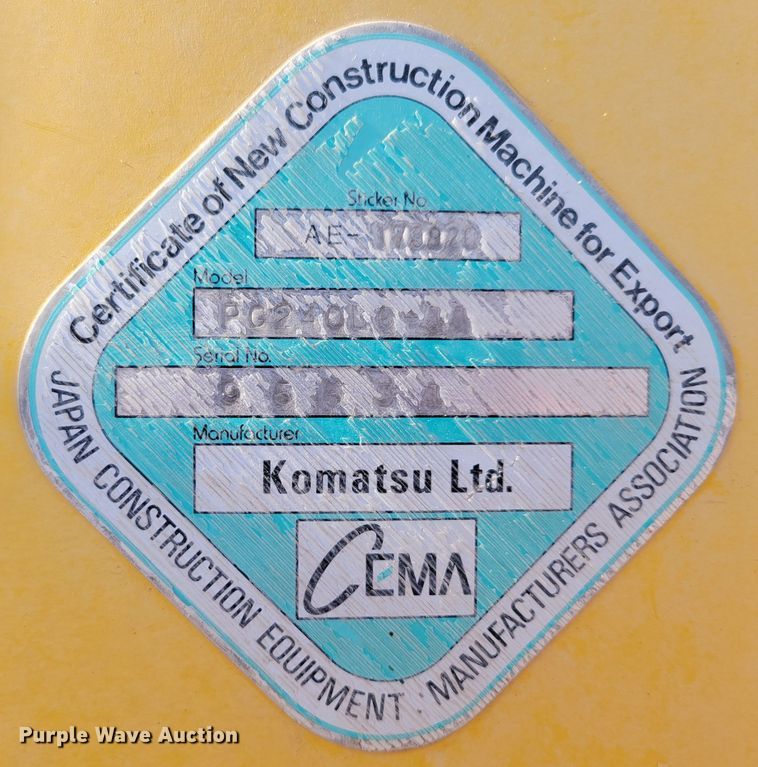 Certificate of New Construction Machine for Export
Sticker No.
AE-
Model
Serial No.
Manufacturer
Komatsu Ltd.
CEMA
JAPAN CONSTRUCTION EQUIPMENT · MANUFACTURERS ASSOCIATION
Purple Wave Auction